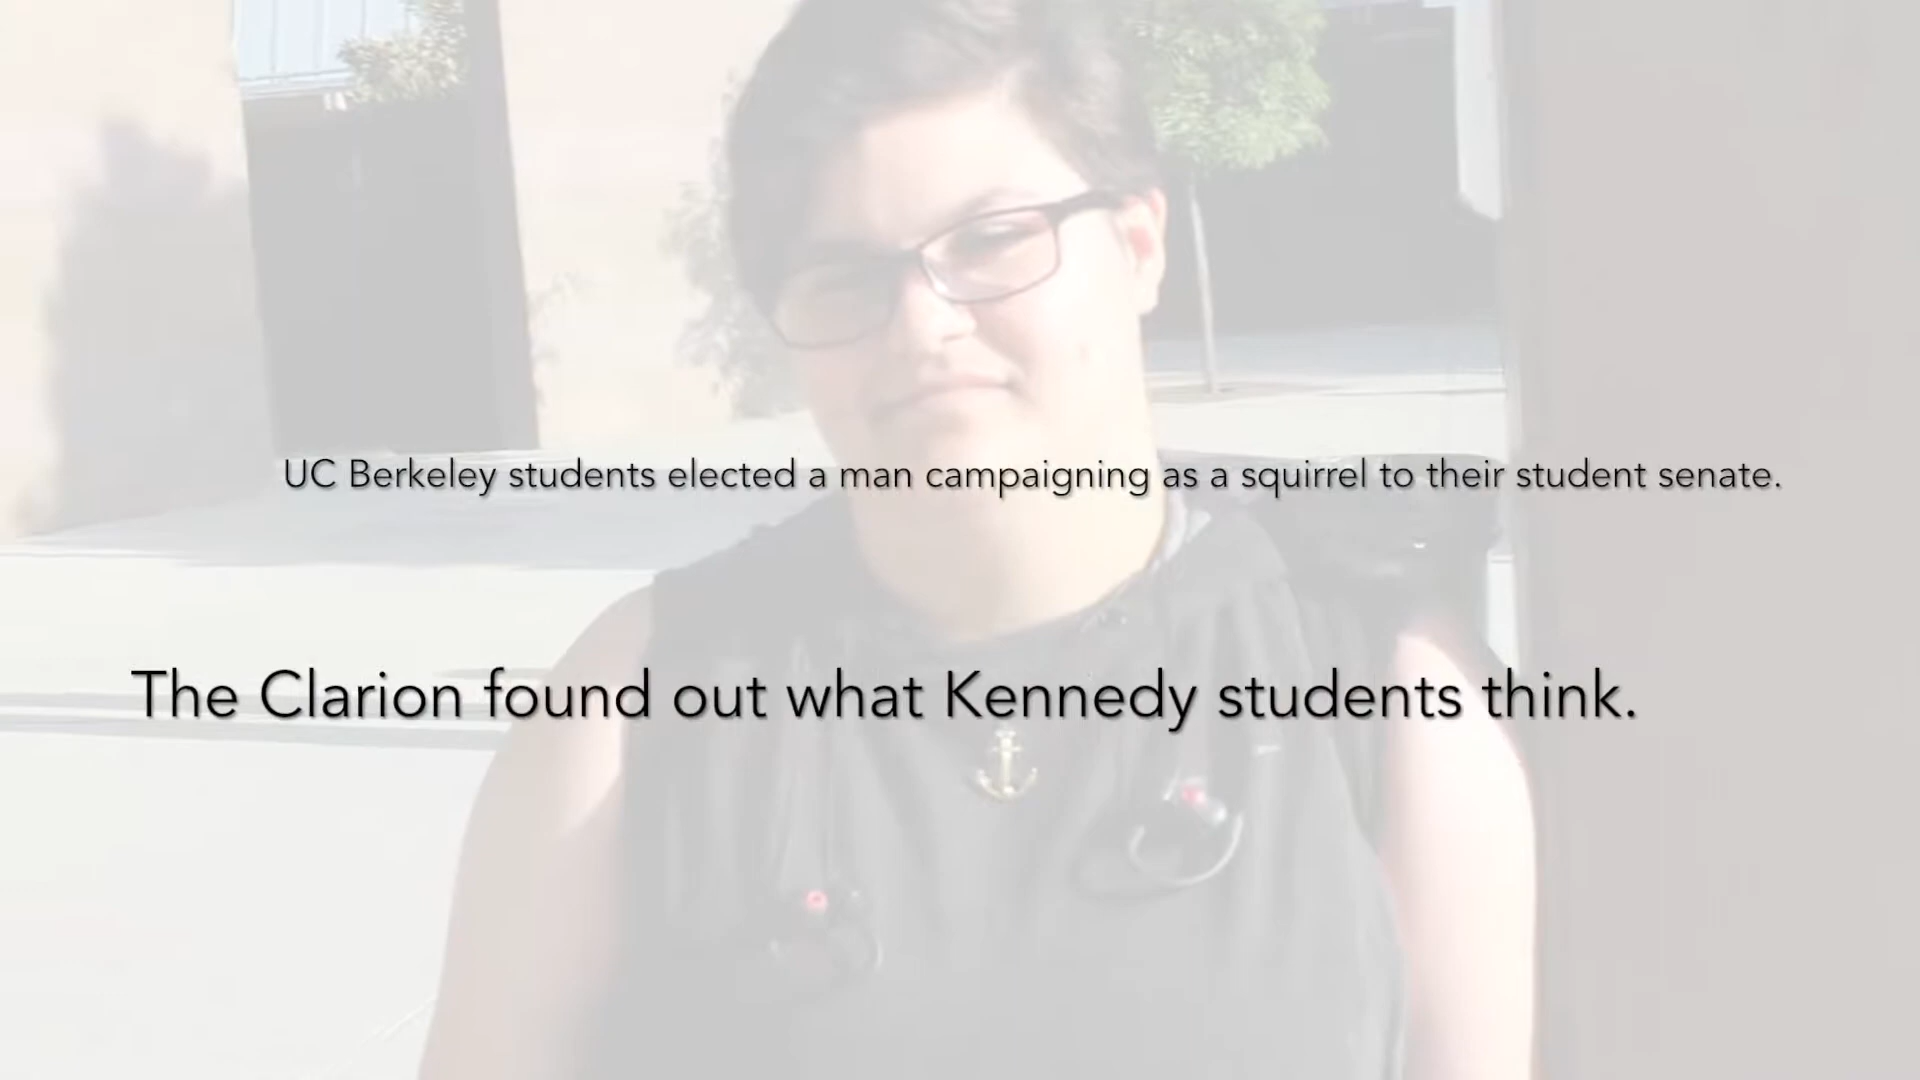 UC Berkeley students elected a man campaigning as a squirrel to their student senate.
The Clarion found out what Kennedy students think.